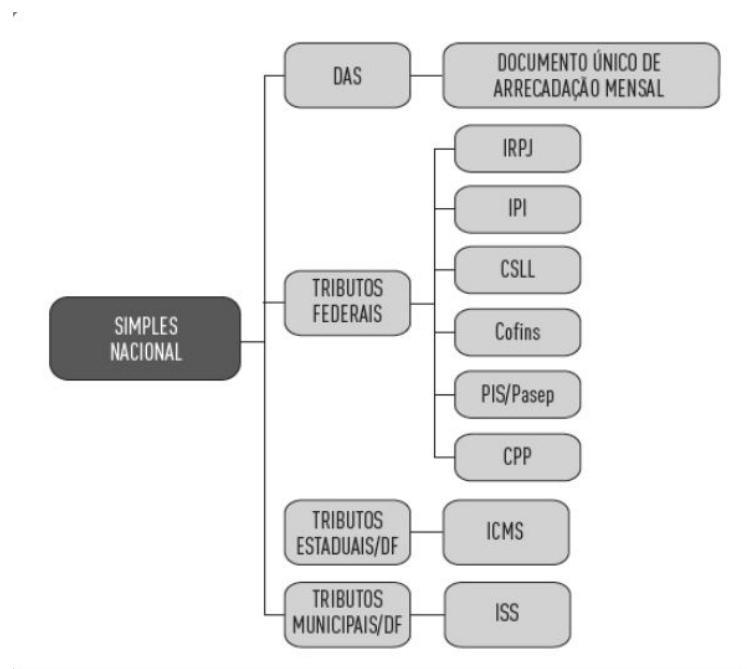 DAS
DOCUMENTO ÚNICO DE
ARRECADAÇÃO MENSAL
IRPJ
IPI
CSLL
TRIBUTOS
FEDERAIS
SIMPLES
NACIONAL
Cofins
PIS/Pasep
CPP
TRIBUTOS
ESTADUAIS/DF
ICMS
TRIBUTOS
MUNICIPAIS/DF
ISS